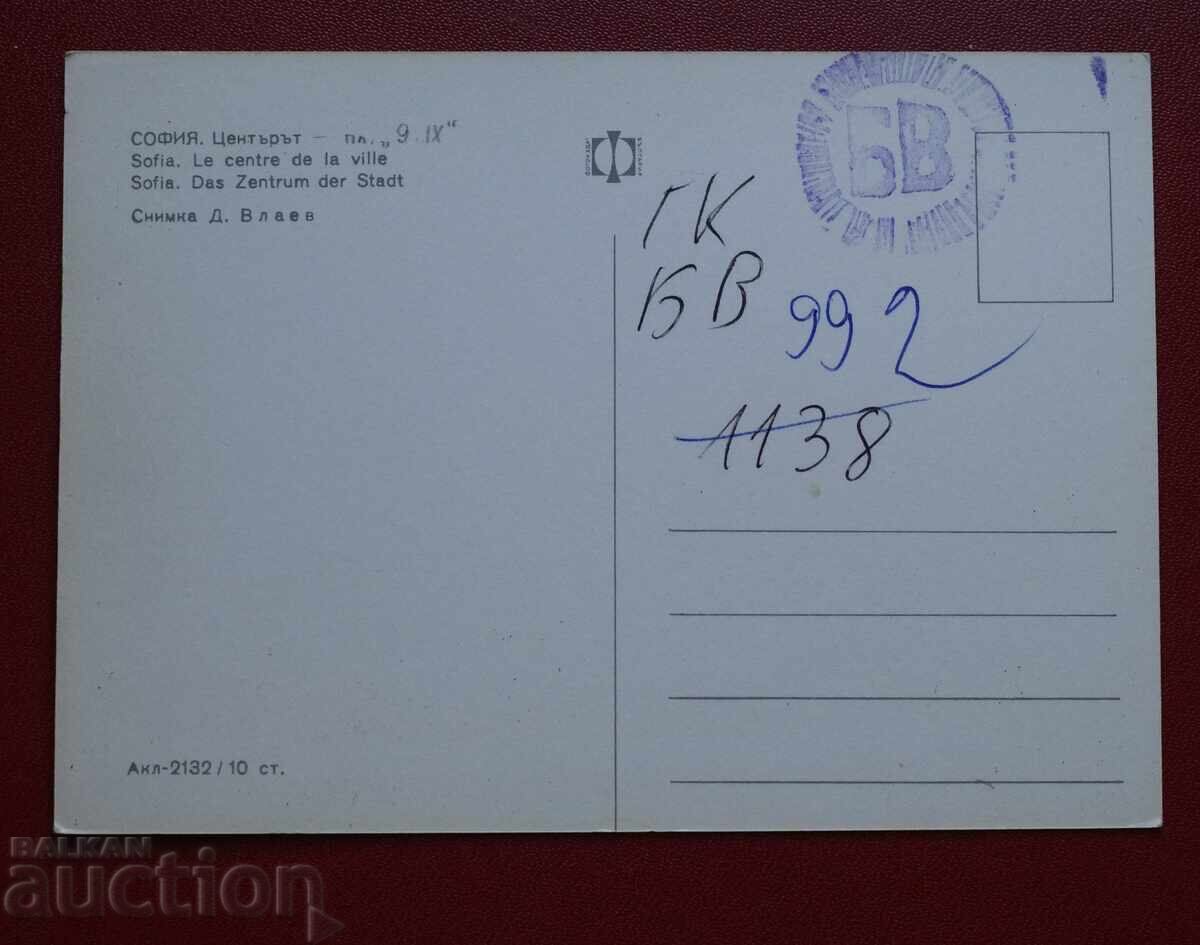 СОФИЯ. Центърът – пл. „9. IX“
Sofia. Le centre de la ville
Sofia. Das Zentrum der Stadt
Снимка Д. Влаев
БВ
ГК
БВ 992
1138
Акл-2132/10 ст.
BALKAN
auction